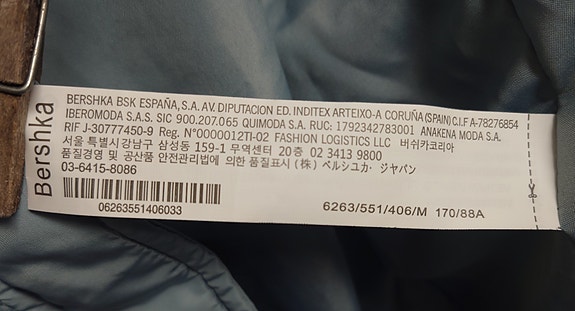 Bershka
BERSHKA BSK ESPAÑA, S.A. AV. DIPUTACION ED. INDITEX ARTEIXO-A CORUÑA (SPAIN) C.I.F A-78276854
IBEROMODA S.A.S. SIC 900.207.065 QUIMODA S.A. RUC: 1792342783001 ANAKENA MODA S.A.
RIF J-30777450-9 Reg. Nº0000012TI-02 FASHION LOGISTICS LLC 버쉬카코리아
서울 특별시강남구 삼성동 159-1 무역센터 20층 02 3413 9800
품질경영 및 공산품 안전관리법에 의한 품질표시 (株) ベルシユカ・ジヤパン
03-6415-8086
06263551406033
6263/551/406/M 170/88A